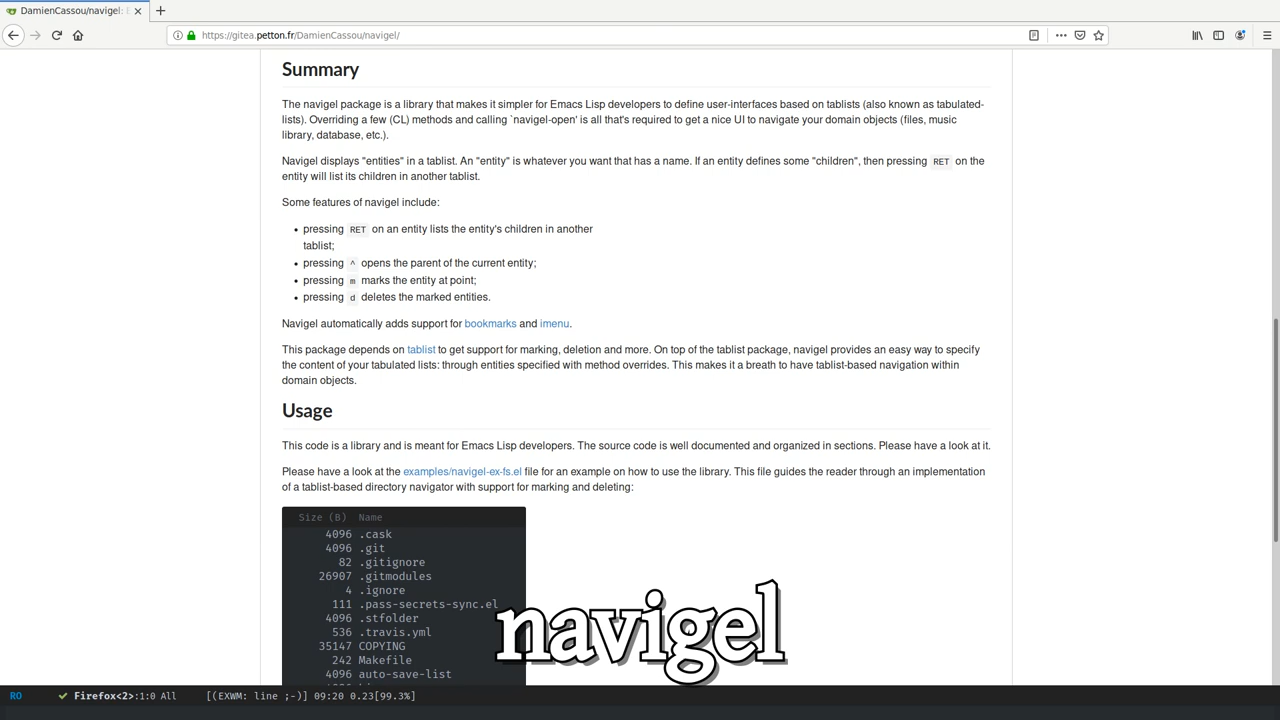 DamienCassou/navigel: E
https://gitea.petton.fr/DamienCassou/navigel/
Summary
The navigel package is a library that makes it simpler for Emacs Lisp developers to define user-interfaces based on tablists (also known as tabulated-
lists). Overriding a few (CL) methods and calling `navigel-open' is all that's required to get a nice UI to navigate your domain objects (files, music
library, database, etc.).
Navigel displays "entities" in a tablist. An "entity" is whatever you want that has a name. If an entity defines some "children", then pressing RET on the
entity will list its children in another tablist.
Some features of navigel include:
• pressing RET on an entity lists the entity's children in another
tablist;
• pressing ^ opens the parent of the current entity;
• pressing m marks the entity at point;
• pressing d deletes the marked entities.
Navigel automatically adds support for bookmarks and imenu.
This package depends on tablist to get support for marking, deletion and more. On top of the tablist package, navigel provides an easy way to specify
the content of your tabulated lists: through entities specified with method overrides. This makes it a breath to have tablist-based navigation within
domain objects.
Usage
This code is a library and is meant for Emacs Lisp developers. The source code is well documented and organized in sections. Please have a look at it.
Please have a look at the examples/navigel-ex-fs.el file for an example on how to use the library. This file guides the reader through an implementation
of a tablist-based directory navigator with support for marking and deleting:
Size (B) Name
4096 .cask
4096 .git
82 .gitignore
26907 .gitmodules
4 .ignore
111 .pass-secrets-sync.el
4096 .stfolder
536 .travis.yml
35147 COPYING
242 Makefile
4096 auto-save-list
navigel
RO Firefox<2>:1:0 All [(EXWM: line ;-)] 09:20 0.23[99.3%]